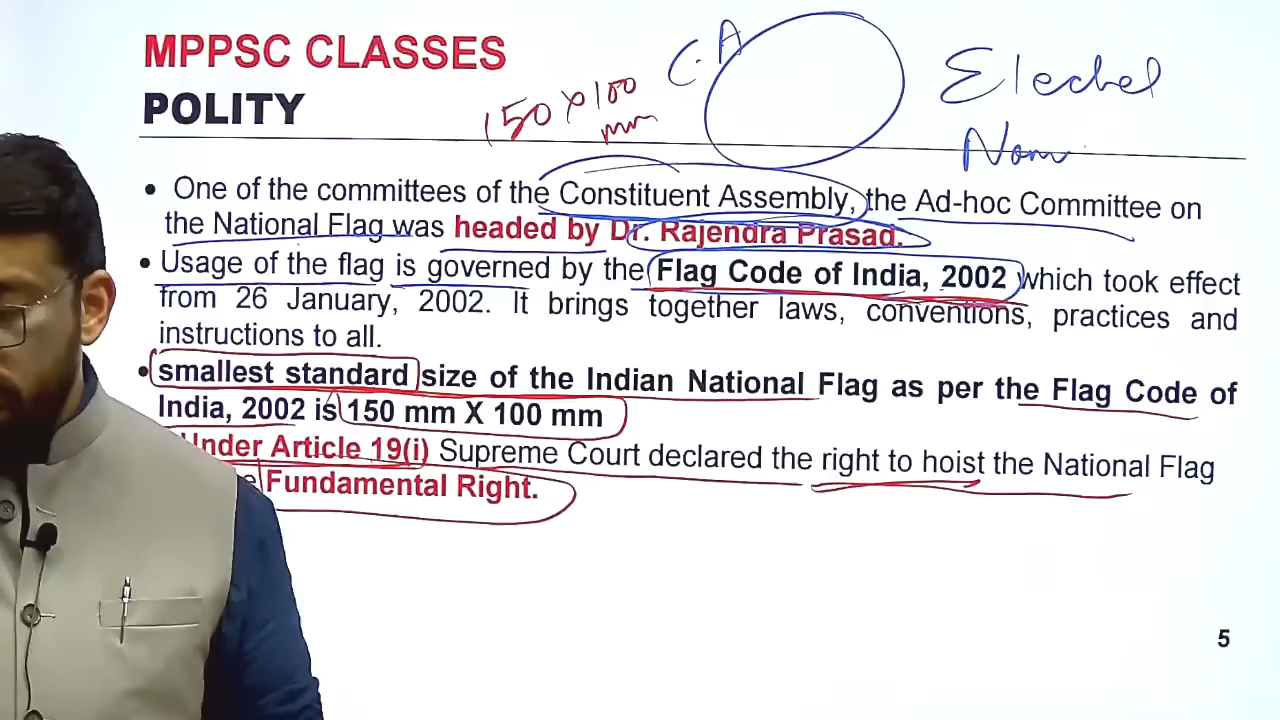 MPPSC CLASSES
POLITY
150 x 100
mm
C.A
Elected
Nom
• One of the committees of the Constituent Assembly, the Ad-hoc Committee on
the National Flag was headed by Dr. Rajendra Prasad.
• Usage of the flag is governed by the Flag Code of India, 2002 which took effect
from 26 January, 2002. It brings together laws, conventions, practices and
instructions to all.
• smallest standard size of the Indian National Flag as per the Flag Code of
India, 2002 is 150 mm X 100 mm
Under Article 19(i) Supreme Court declared the right to hoist the National Flag
Fundamental Right.
5